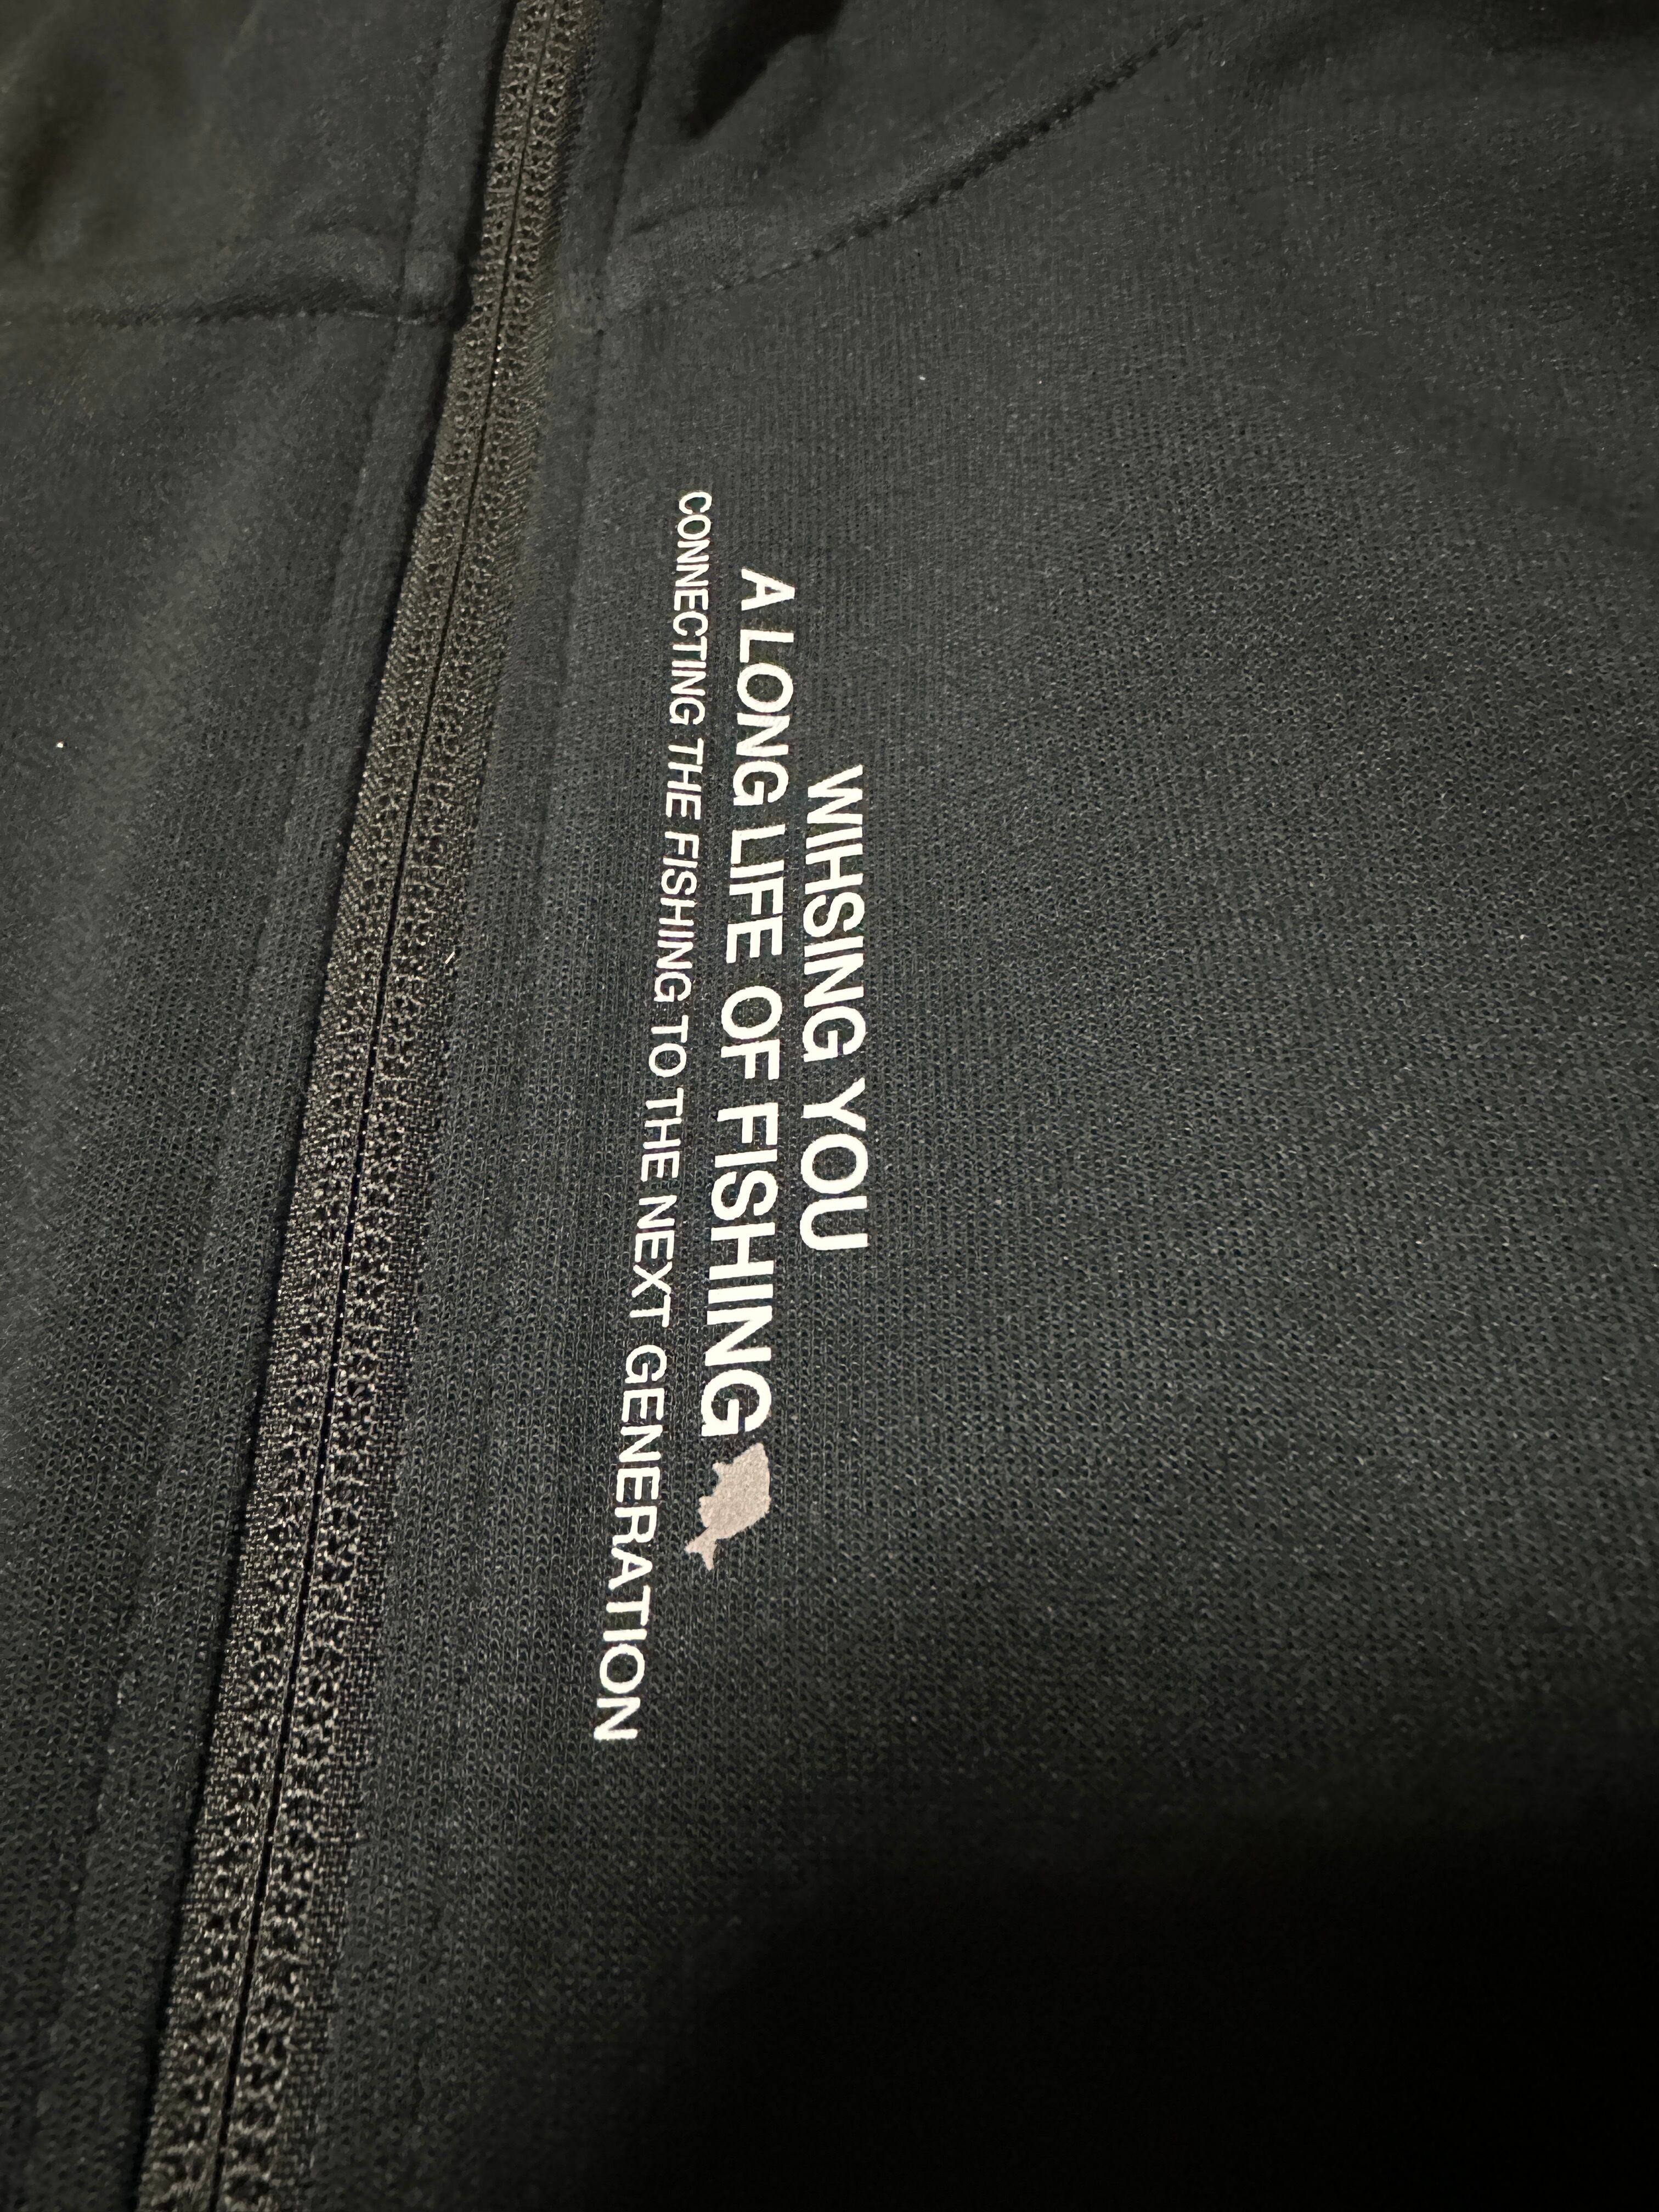 WIHSING YOU
A LONG LIFE OF FISHING
CONNECTING THE FISHING TO THE NEXT GENERATION